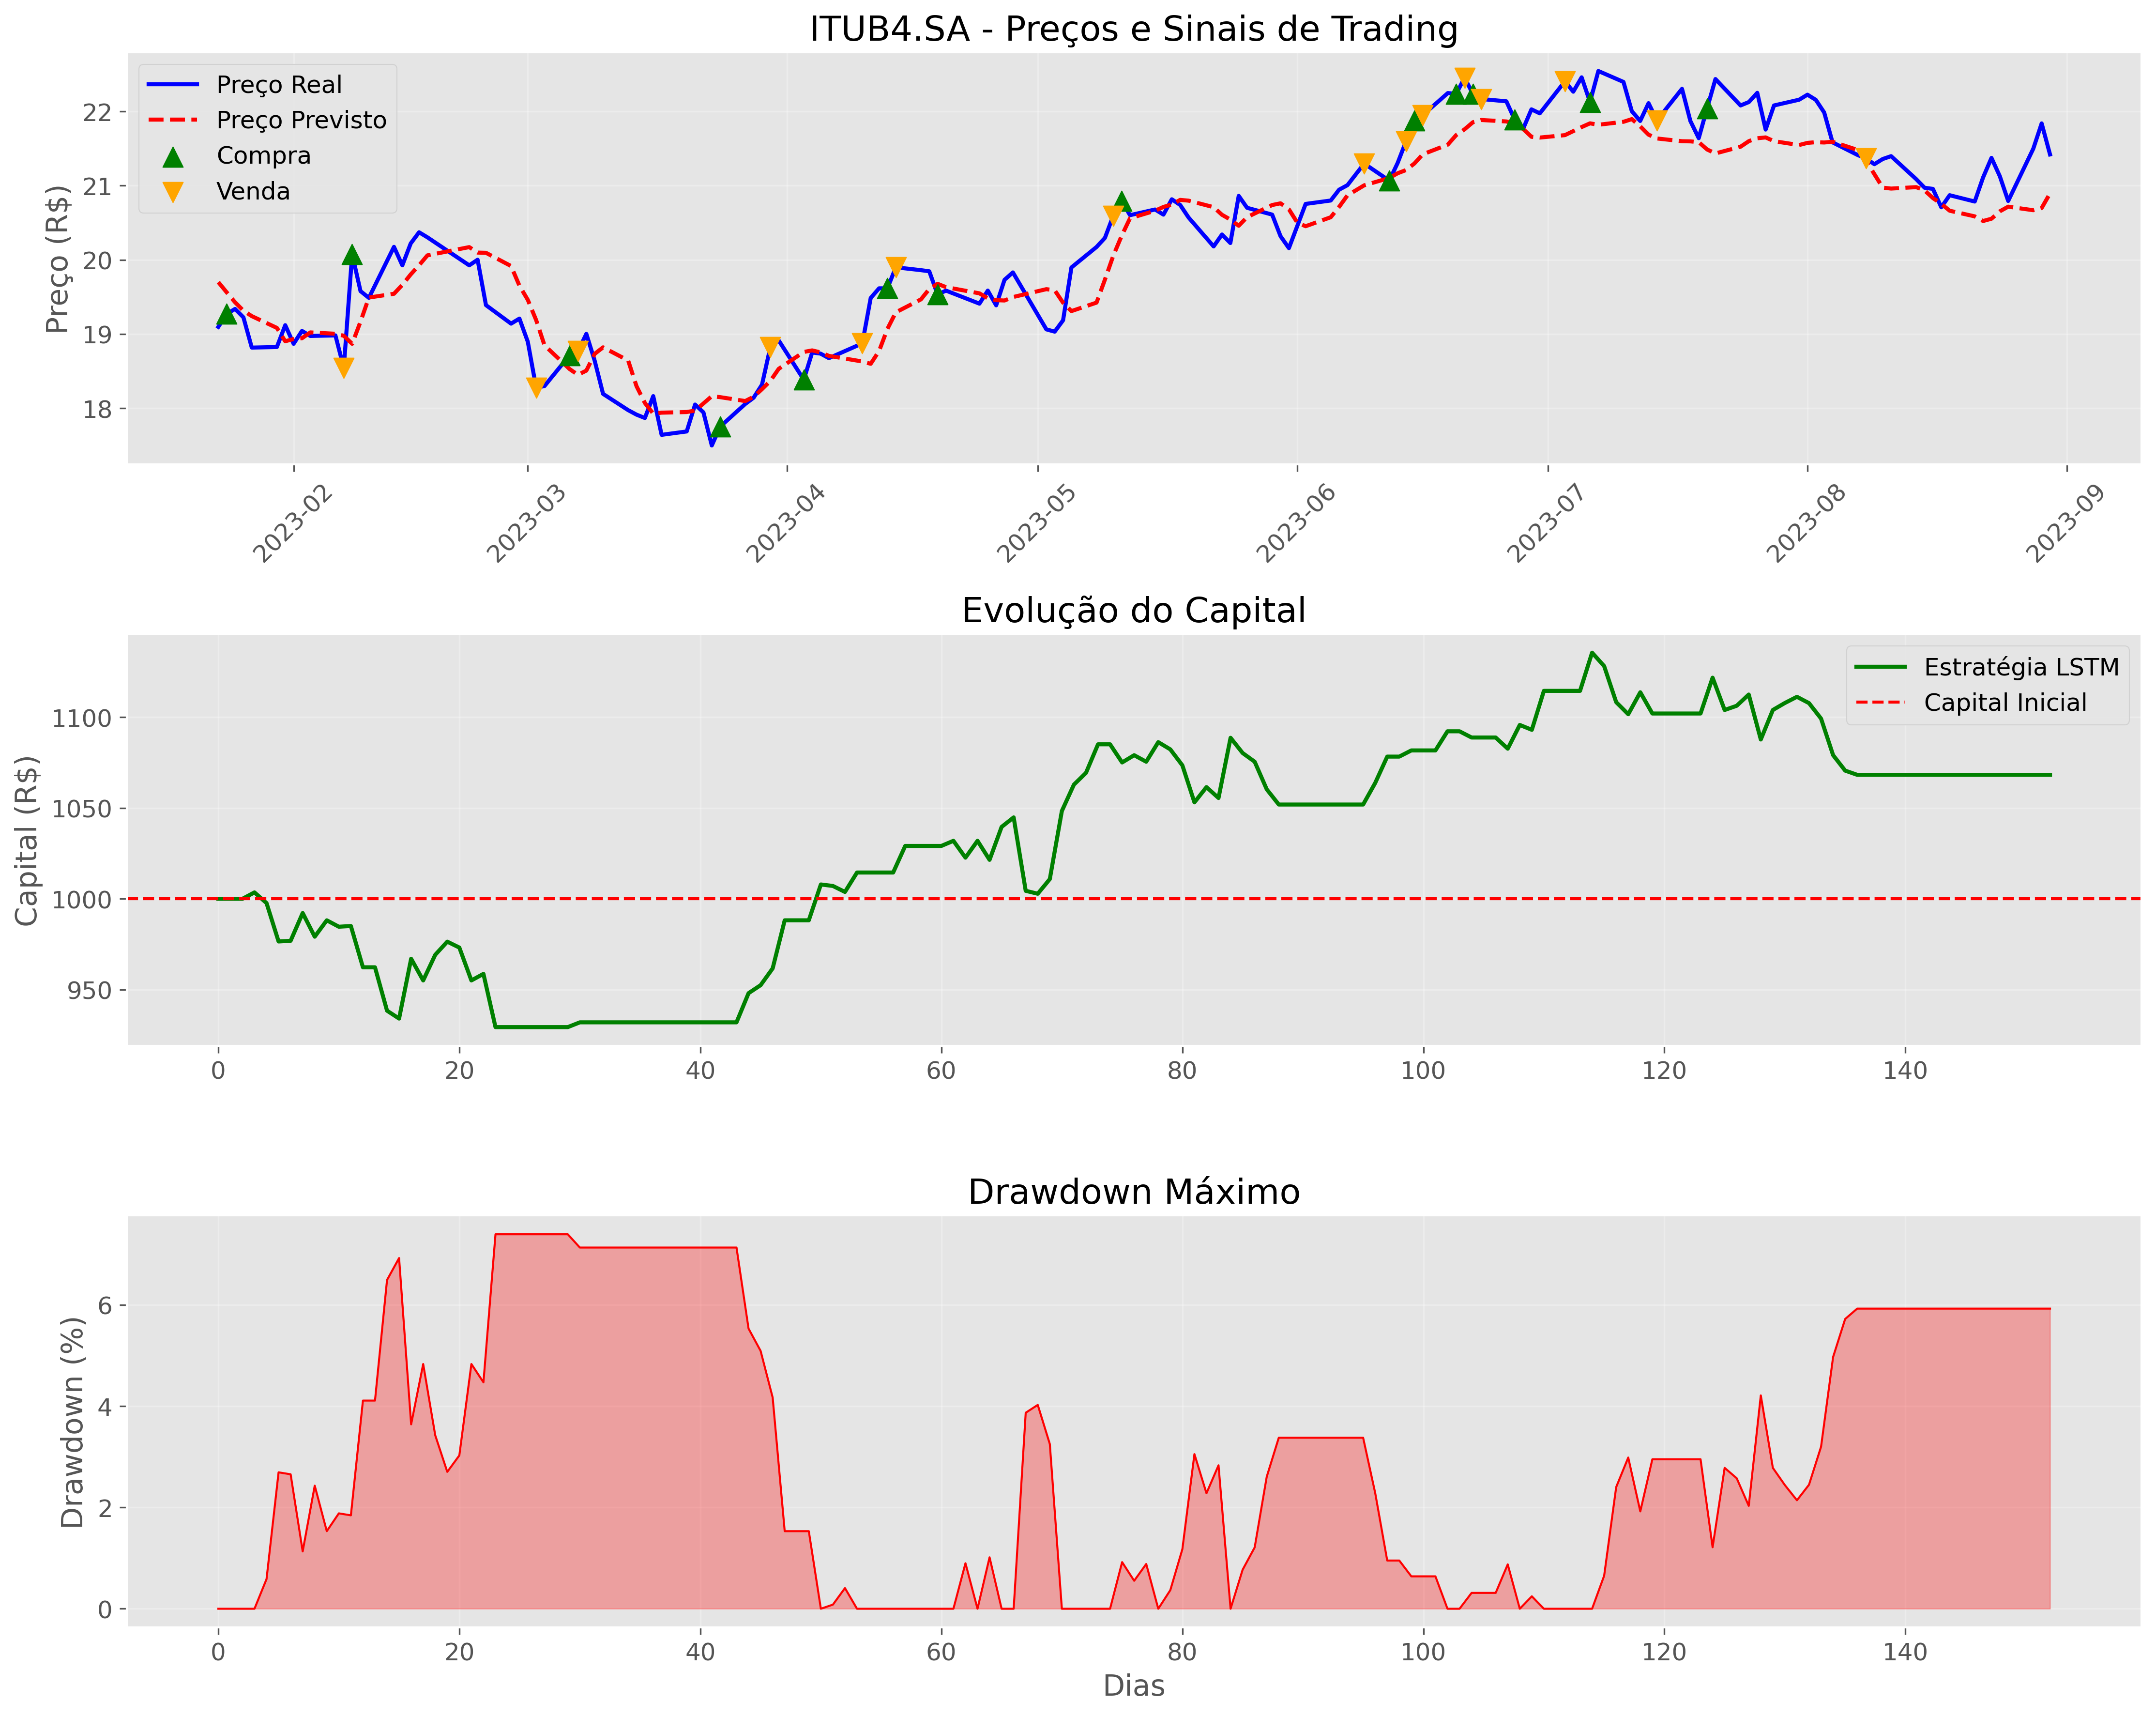 ITUB4.SA - Preços e Sinais de Trading
Preço Real
Preço Previsto
Compra
Venda
Preço (R$)
22
21
20
19
18
2023-02
2023-03
2023-04
2023-05
2023-06
2023-07
2023-08
2023-09
Evolução do Capital
Estratégia LSTM
Capital Inicial
Capital (R$)
1100
1050
1000
950
0
20
40
60
80
100
120
140
Drawdown Máximo
Drawdown (%)
6
4
2
0
0
20
40
60
80
100
120
140
Dias